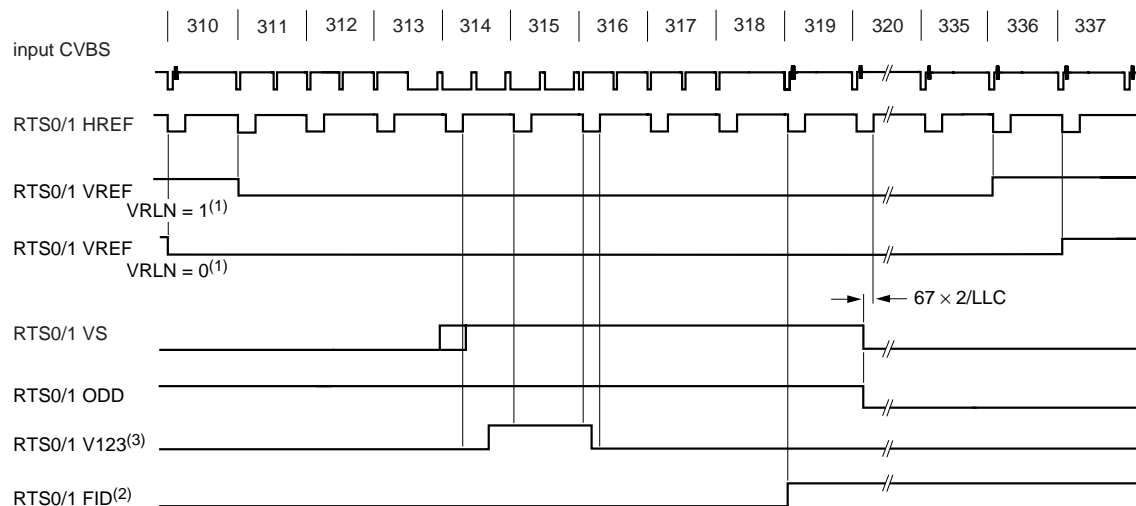 310 311 312 313 314 315 316 317 318 319 320 335 336 337
input CVBS
RTS0/1 HREF
RTS0/1 VREF
VRLN = 1(1)
RTS0/1 VREF
VRLN = 0(1)
67 × 2/LLC
RTS0/1 VS
RTS0/1 ODD
RTS0/1 V123(3)
RTS0/1 FID(2)